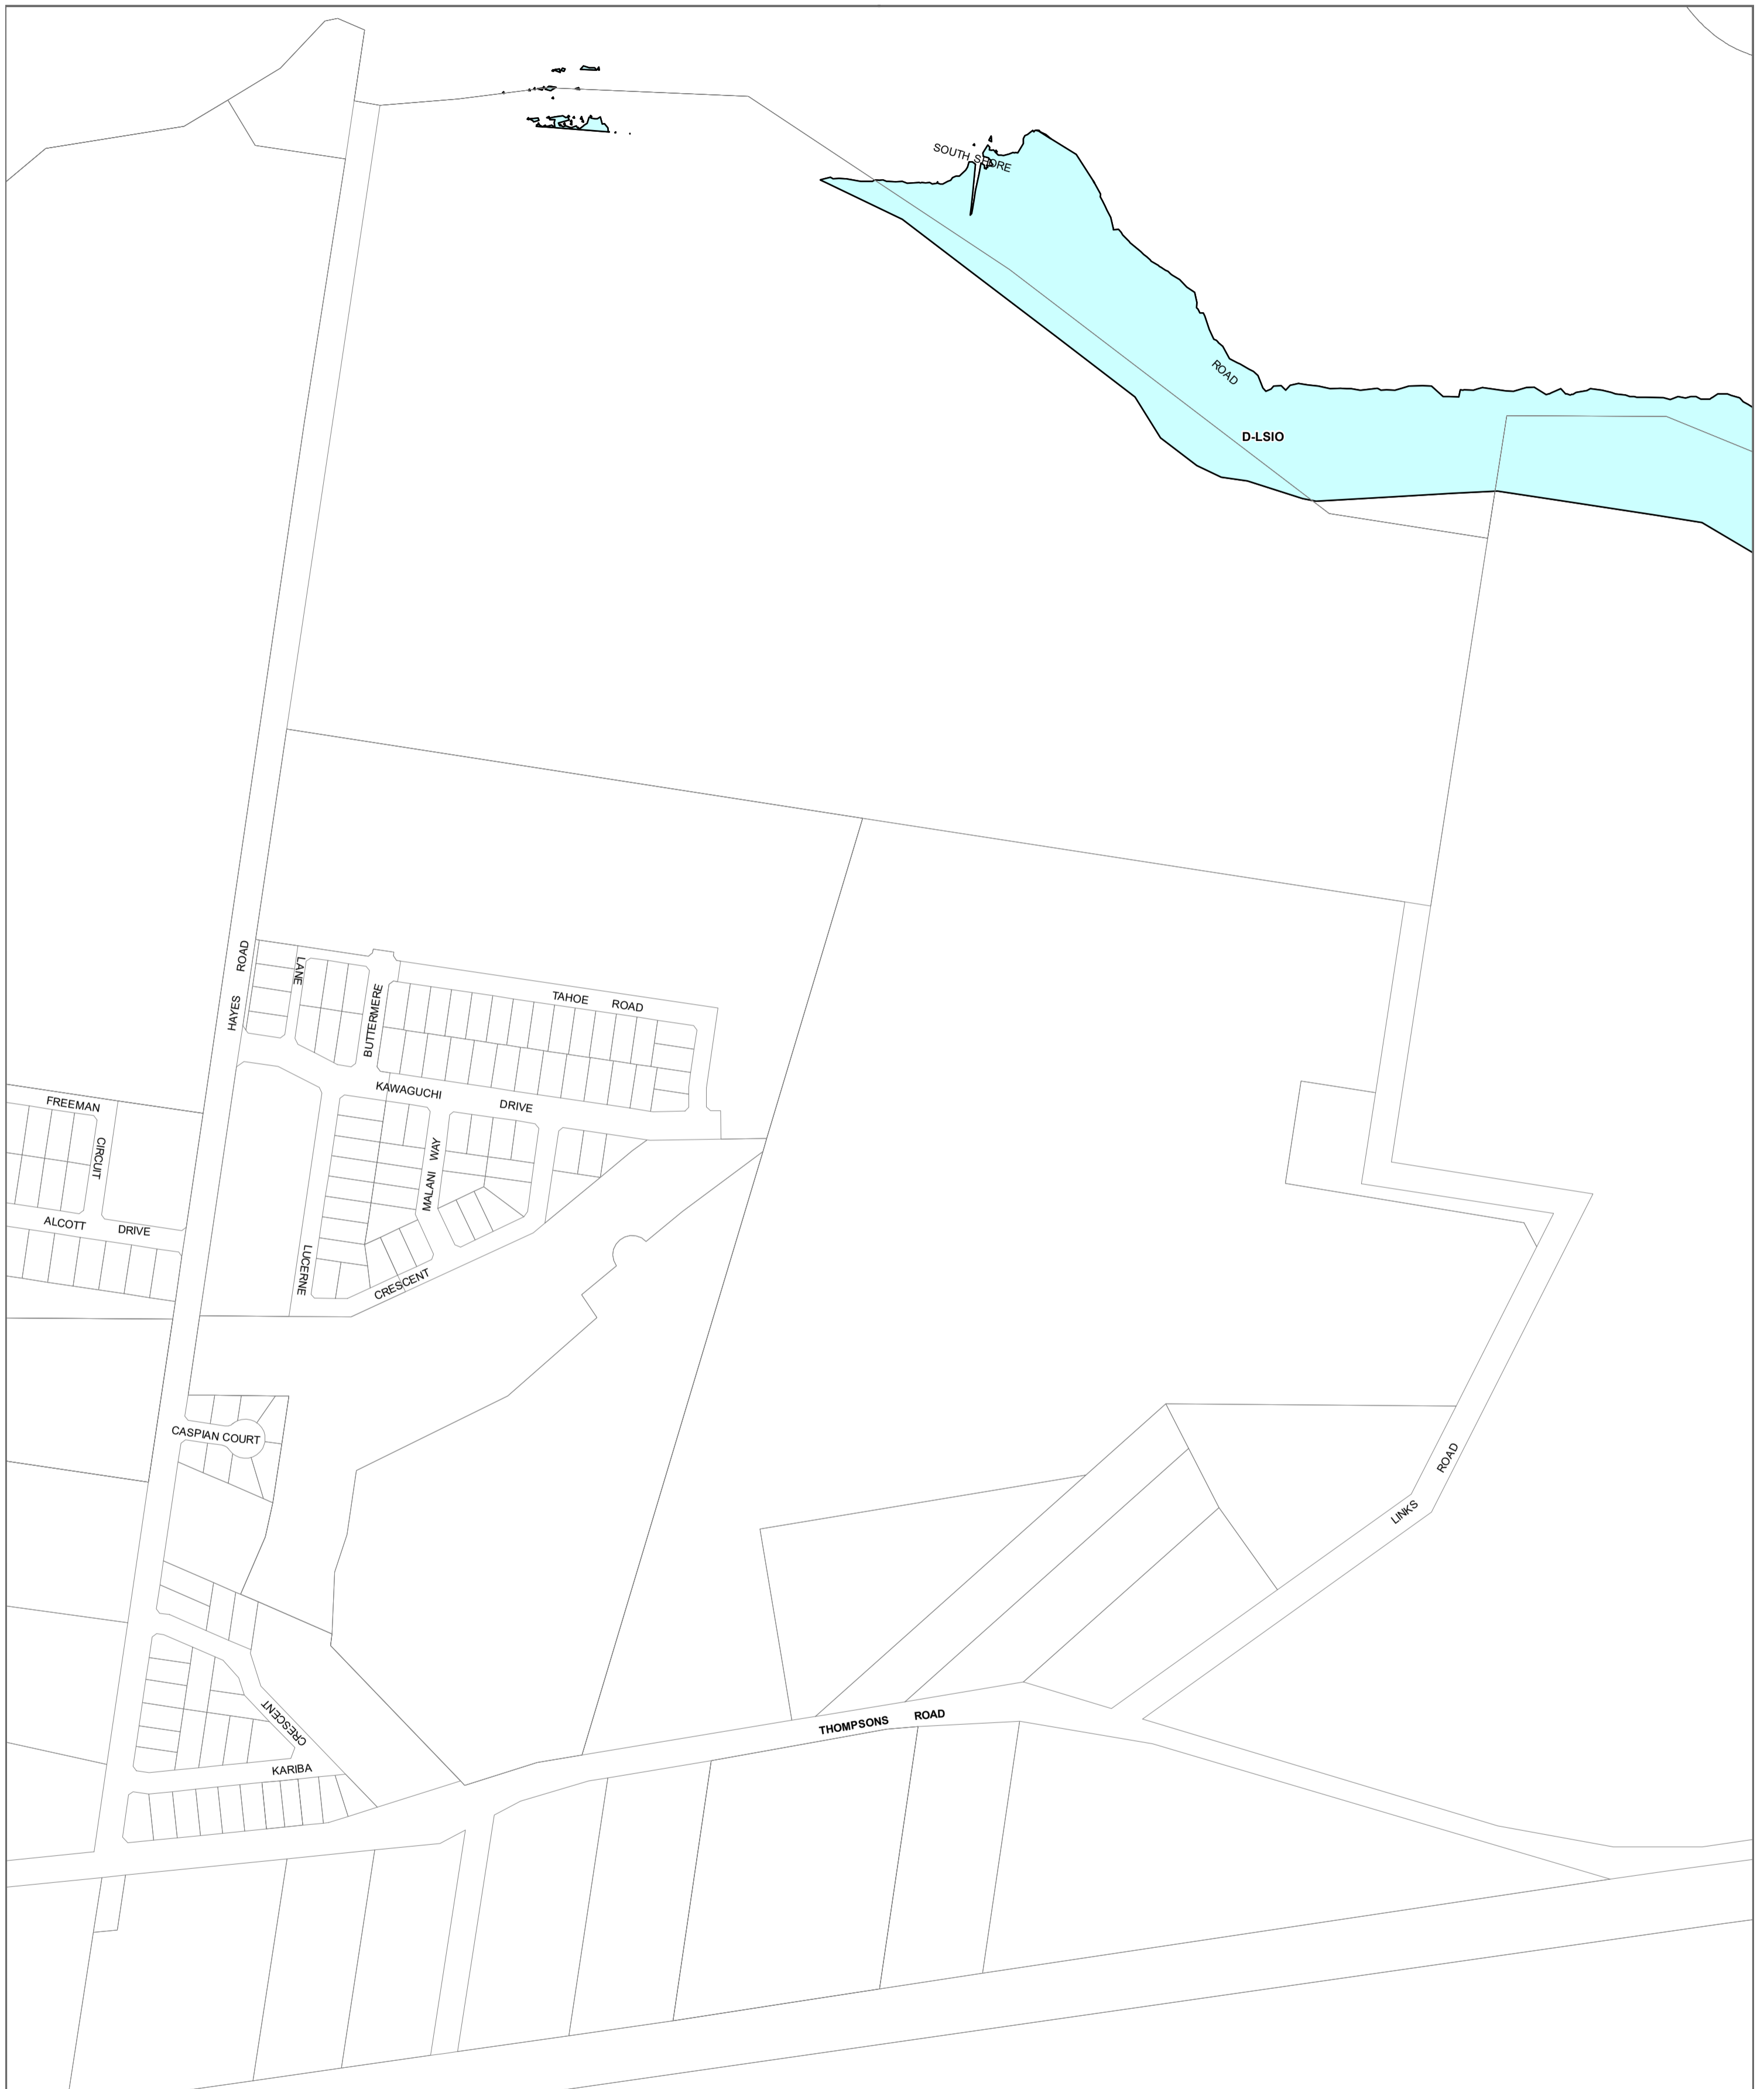 SOUTH SHORE
ROAD
D-LSIO
HAYES ROAD
LANE
BUTTERMERE
TAHOE ROAD
KAWAGUCHI DRIVE
FREEMAN
CIRCUIT
MALANI WAY
ALCOTT DRIVE
LUCERNE
CRESCENT
CASPIAN COURT
LINKS ROAD
CRESCENT
THOMPSONS ROAD
KARIBA